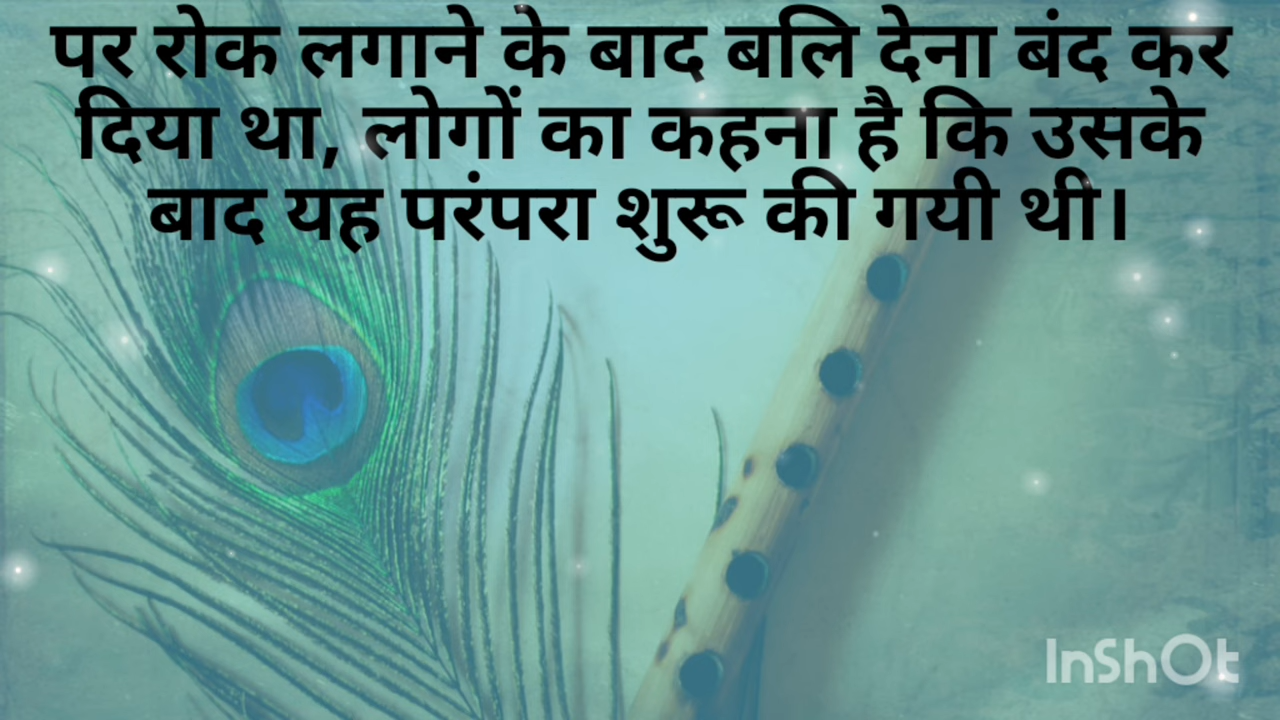 पर रोक लगाने के बाद बलि देना बंद कर
दिया था, लोगों का कहना है कि उसके
बाद यह परंपरा शुरू की गयी थी।
InShOt